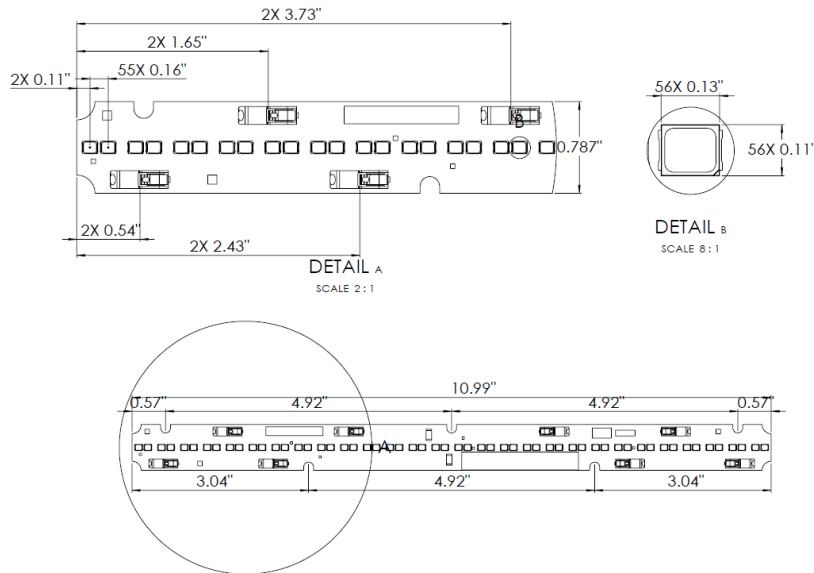 2X 3.73"
2X 1.65"
2X 0.11"
55X 0.16"
B
0.787"
2X 0.54"
2X 2.43"
DETAIL A
SCALE 2 : 1
56X 0.13"
56X 0.11"
DETAIL B
SCALE 8 : 1
10.99"
0.57"
4.92"
4.92"
0.57"
A
3.04"
4.92"
3.04"